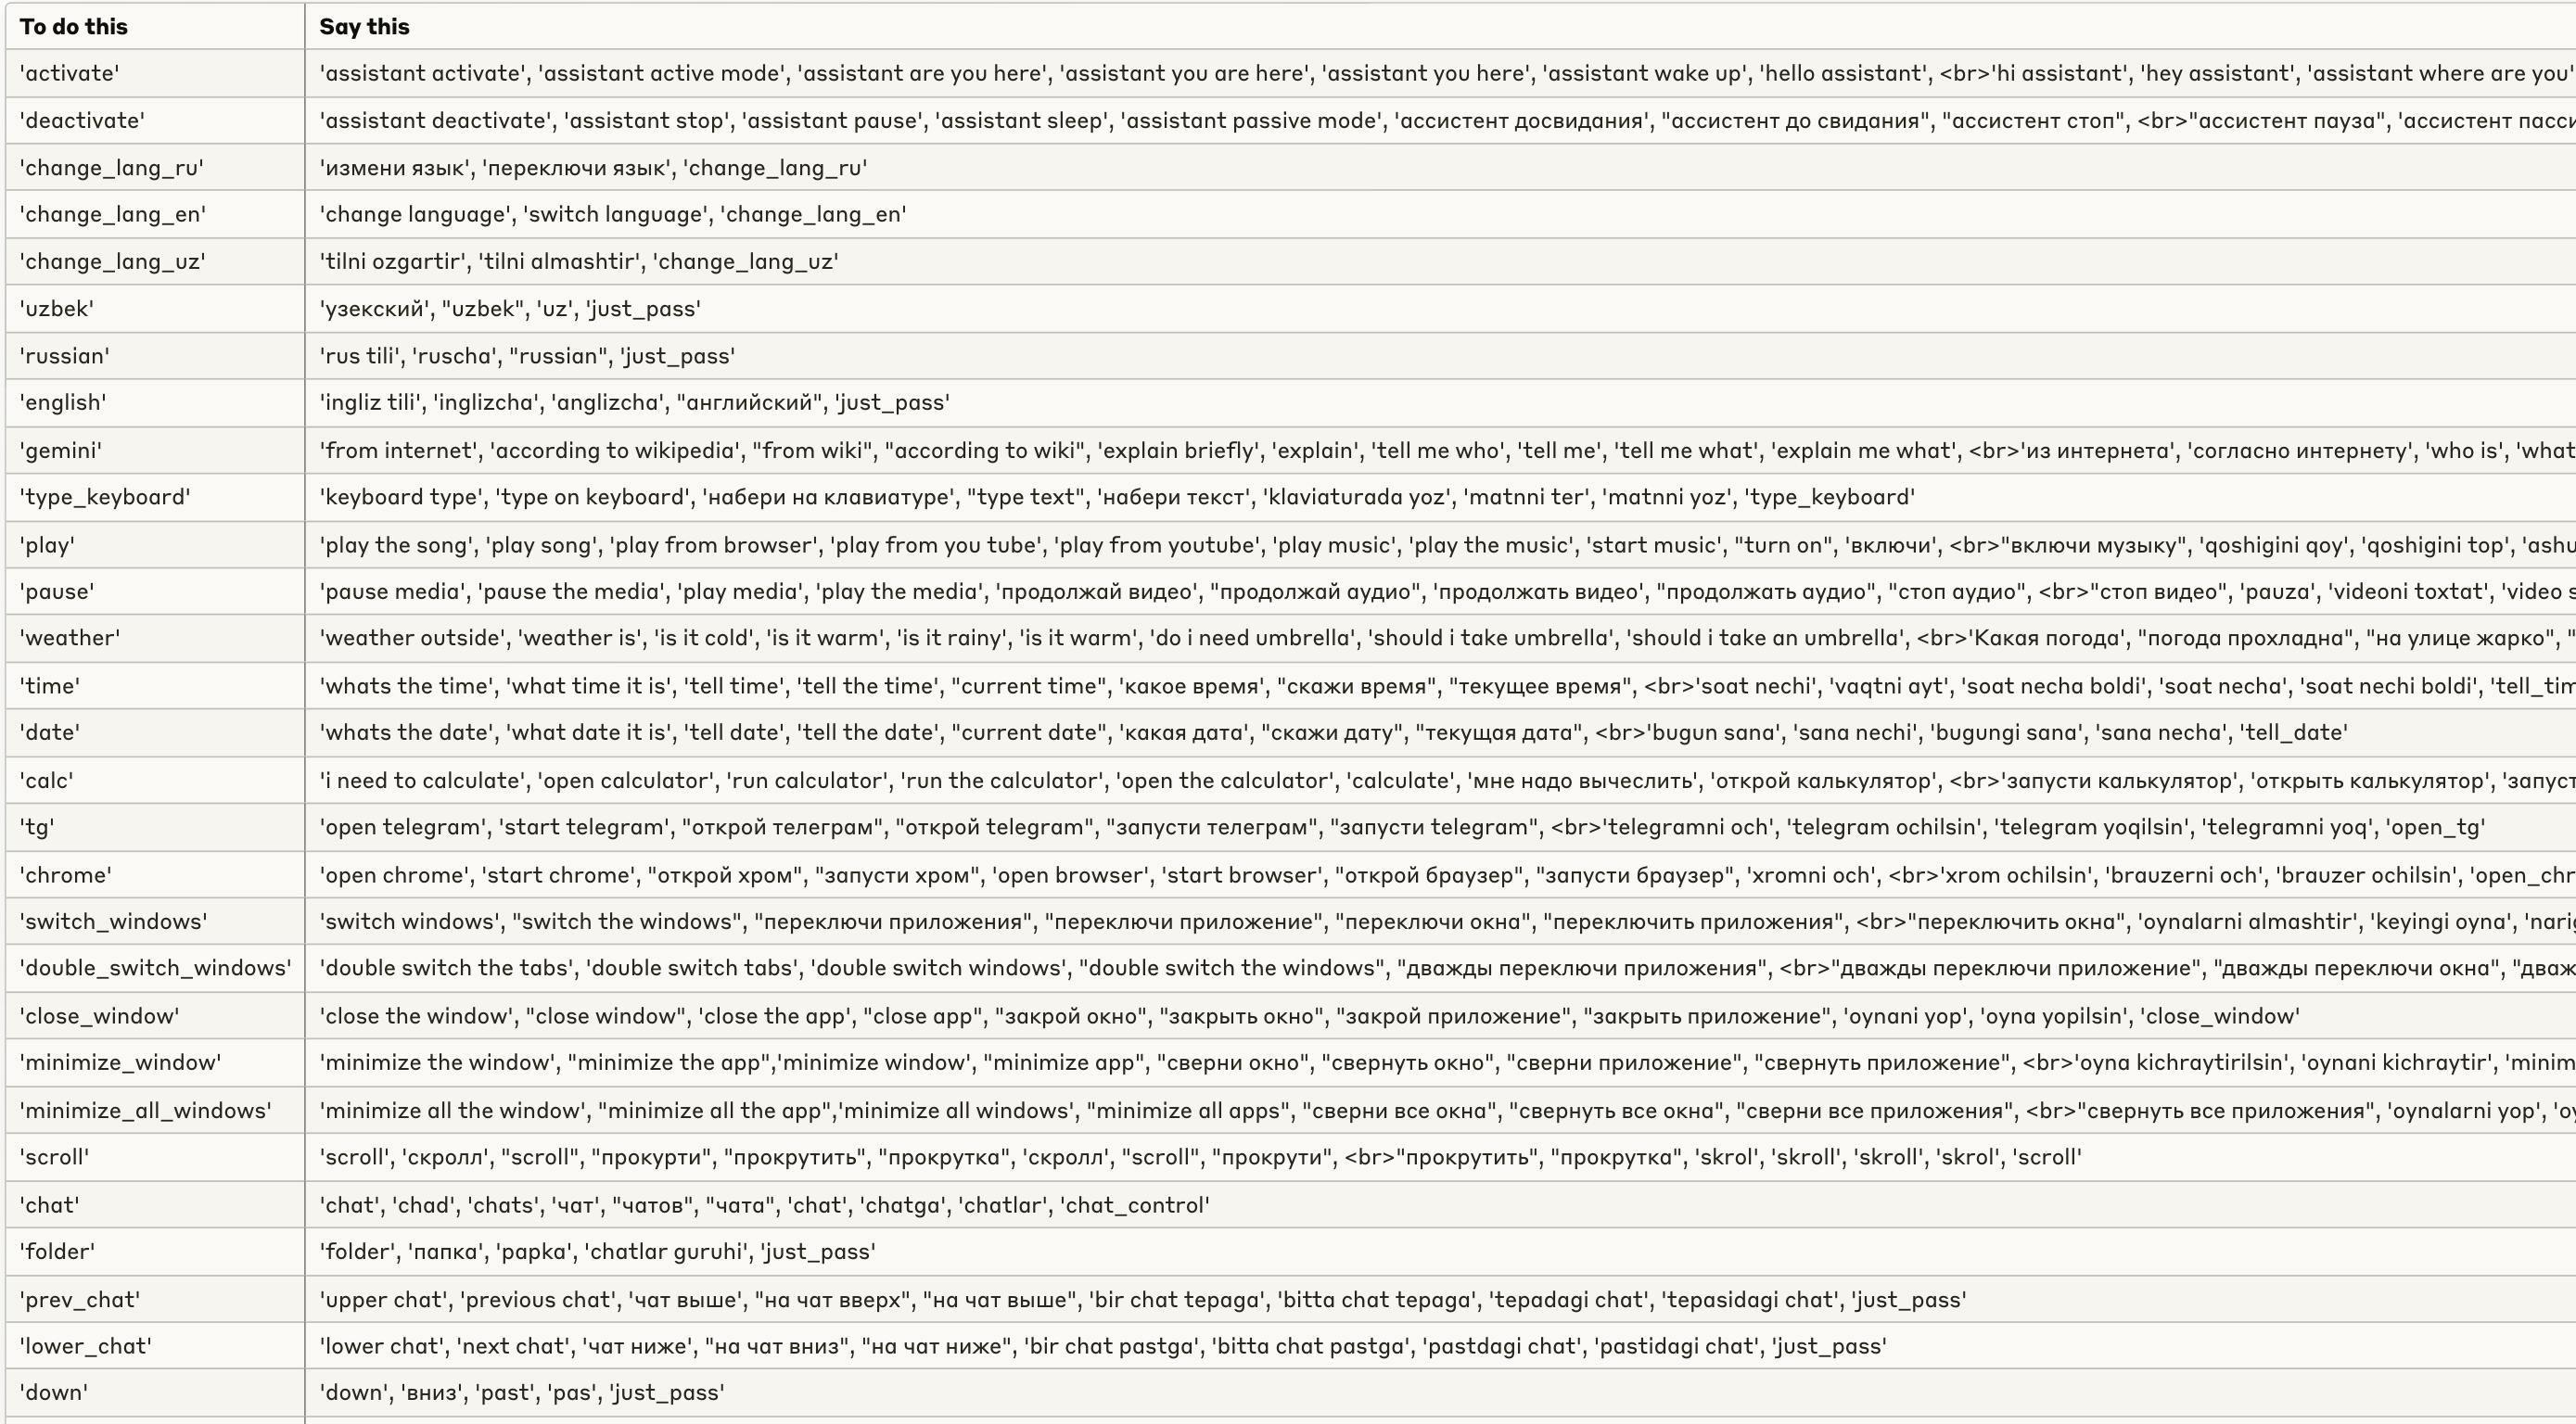 To do this Say this
'activate' 'assistant activate', 'assistant active mode', 'assistant are you here', 'assistant you are here', 'assistant you here', 'assistant wake up', 'hello assistant', <br>'hi assistant', 'hey assistant', 'assistant where are you'
'deactivate' 'assistant deactivate', 'assistant stop', 'assistant pause', 'assistant sleep', 'assistant passive mode', 'ассистент досвидания', "ассистент до свидания", "ассистент стоп", <br>"ассистент пауза", 'ассистент
'change_lang_ru' 'измени язык', 'переключи язык', 'change_lang_ru'
'change_lang_en' 'change language', 'switch language', 'change_lang_en'
'change_lang_uz' 'tilni ozgartir', 'tilni almashtir', 'change_lang_uz'
'uzbek' 'узекский', "uzbek", 'uz', 'just_pass'
'russian' 'rus tili', 'ruscha', "russian", 'just_pass'
'english' 'ingliz tili', 'inglizcha', 'anglizcha', "английский", 'just_pass'
'gemini' 'from internet', 'according to wikipedia', "from wiki", "according to wiki", 'explain briefly', 'explain', 'tell me who', 'tell me', 'tell me what', 'explain me what', <br>'из интернета', 'согласно интернету', 'who is', 'what
'type_keyboard' 'keyboard type', 'type on keyboard', 'набери на клавиатуре', "type text", 'набери текст', 'klaviaturada yoz', 'matnni ter', 'matnni yoz', 'type_keyboard'
'play' 'play the song', 'play song', 'play from browser', 'play from you tube', 'play from youtube', 'play music', 'play the music', 'start music', "turn on", 'включи', <br>"включи музыку", 'qoshigini qoy', 'qoshigini top',
'pause' 'pause media', 'pause the media', 'play media', 'play the media', 'продолжай видео', "продолжай аудио", 'продолжать видео', "продолжать аудио", "стоп аудио", <br>"стоп видео", 'pauza', 'videoni toxtat', 'video
'weather' 'weather outside', 'weather is', 'is it cold', 'is it warm', 'is it rainy', 'is it warm', 'do i need umbrella', 'should i take umbrella', 'should i take an umbrella', <br>'Какая погода', "погода прохладна", "на улице жарко", "
'time' 'whats the time', 'what time it is', 'tell time', 'tell the time', "current time", 'какое время', "скажи время", "текущее время", <br>'soat nechi', 'vaqtni ayt', 'soat necha boldi', 'soat necha', 'soat nechi boldi',
'date' 'whats the date', 'what date it is', 'tell date', 'tell the date', "current date", 'какая дата', "скажи дату", "текущая дата", <br>'bugun sana', 'sana nechi', 'bugungi sana', 'sana necha', 'tell_date'
'calc' 'i need to calculate', 'open calculator', 'run calculator', 'run the calculator', 'open the calculator', 'calculate', 'мне надо вычеслить', 'открой калькулятор', <br>'запусти калькулятор', 'открыть калькулятор',
'tg' 'open telegram', 'start telegram', "открой телеграм", "открой telegram", "запусти телеграм", "запусти telegram", <br>'telegramni och', 'telegram ochilsin', 'telegram yoqilsin', 'telegramni yoq', 'open_tg'
'chrome' 'open chrome', 'start chrome', "открой хром", "запусти хром", 'open browser', 'start browser', "открой браузер", "запусти браузер", 'xromni och', <br>'xrom ochilsin', 'brauzerni och', 'brauzer ochilsin',
'switch_windows' 'switch windows', "switch the windows", "переключи приложения", "переключи приложение", "переключи окна", "переключить приложения", <br>"переключить окна", 'oynalarni almashtir', 'keyingi oyna',
'double_switch_windows' 'double switch the tabs', 'double switch tabs', 'double switch windows', "double switch the windows", "дважды переключи приложения", <br>"дважды переключи приложение", "дважды переключи окна",
'close_window' 'close the window', "close window", 'close the app', "close app", "закрой окно", "закрыть окно", "закрой приложение", "закрыть приложение", 'oynani yop', 'oyna yopilsin', 'close_window'
'minimize_window' 'minimize the window', "minimize the app",'minimize window', "minimize app", "сверни окно", "свернуть окно", "сверни приложение", "свернуть приложение", <br>'oyna kichraytirilsin', 'oynani kichraytir',
'minimize_all_windows' 'minimize all the window', "minimize all the app",'minimize all windows', "minimize all apps", "сверни все окна", "свернуть все окна", "сверни все приложения", <br>"свернуть все приложения", 'oynalarni yop',
'scroll' 'scroll', 'скролл', "scroll", "прокурти", "прокрутить", "прокрутка", 'скролл', "scroll", "прокрути", <br>"прокрутить", "прокрутка", 'skrol', 'skroll', 'skroll', 'skrol', 'scroll'
'chat' 'chat', 'chad', 'chats', 'чат', "чатов", "чата", 'chat', 'chatga', 'chatlar', 'chat_control'
'folder' 'folder', 'папка', 'papka', 'chatlar guruhi', 'just_pass'
'prev_chat' 'upper chat', 'previous chat', 'чат выше', "на чат вверх", "на чат выше", 'bir chat tepaga', 'bitta chat tepaga', 'tepadagi chat', 'tepasidagi chat', 'just_pass'
'lower_chat' 'lower chat', 'next chat', 'чат ниже', "на чат вниз", "на чат ниже", 'bir chat pastga', 'bitta chat pastga', 'pastdagi chat', 'pastidagi chat', 'just_pass'
'down' 'down', 'вниз', 'past', 'pas', 'just_pass'